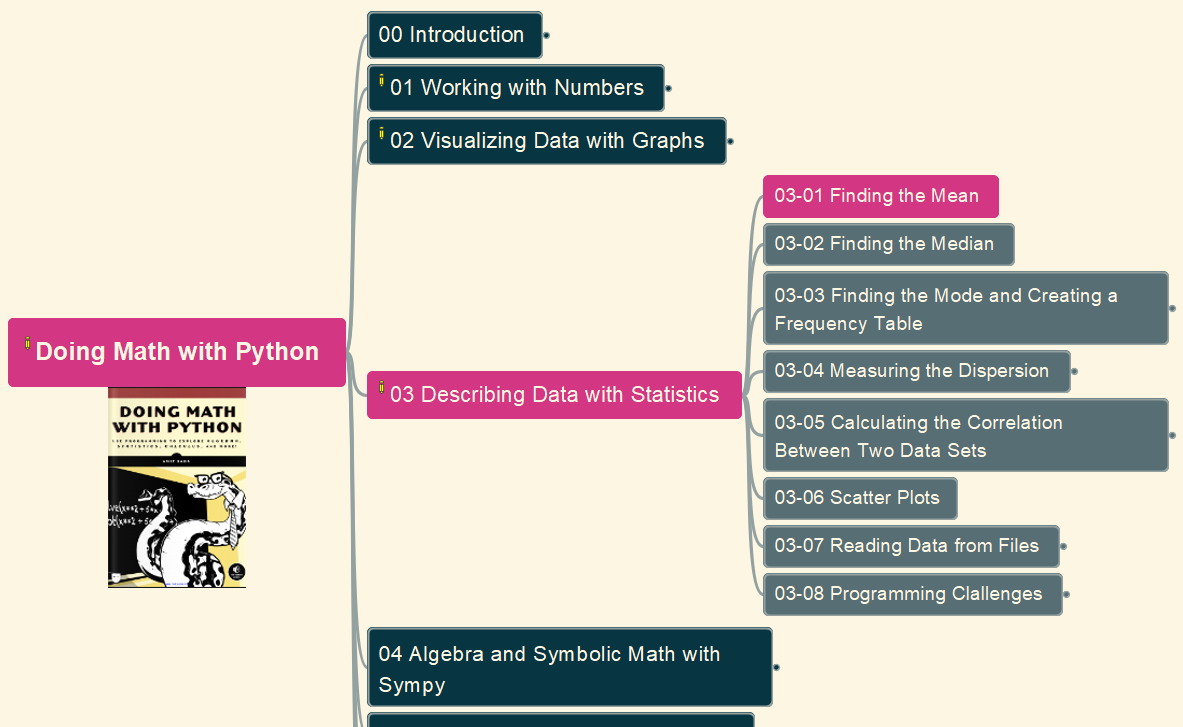 00 Introduction
01 Working with Numbers
02 Visualizing Data with Graphs
03-01 Finding the Mean
03-02 Finding the Median
03-03 Finding the Mode and Creating a
Frequency Table
Doing Math with Python
03 Describing Data with Statistics
03-04 Measuring the Dispersion
03-05 Calculating the Correlation
Between Two Data Sets
03-06 Scatter Plots
03-07 Reading Data from Files
03-08 Programming Clallenges
DOING MATH
WITH PYTHON
04 Algebra and Symbolic Math with
Sympy